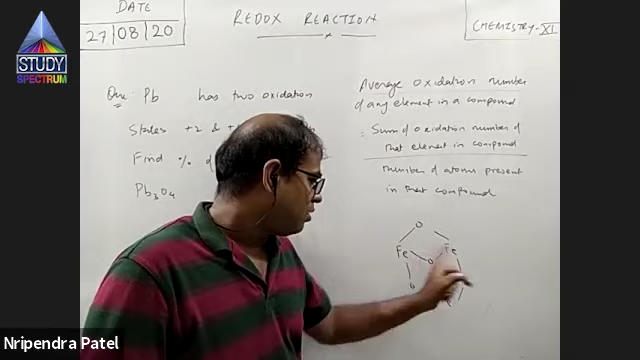 STUDY
SPECTRUM
DATE
27/08/20
REDOX REACTION
CHEMISTRY-XI
Que: Pb has two oxidation
States +2 &
Find %
Pb3O4
Average oxidation number
of any element in a compound
= Sum of oxidation number of
that element in compound
number of atoms present
in that compound
O
Fe Fe
O
O
Nripendra Patel